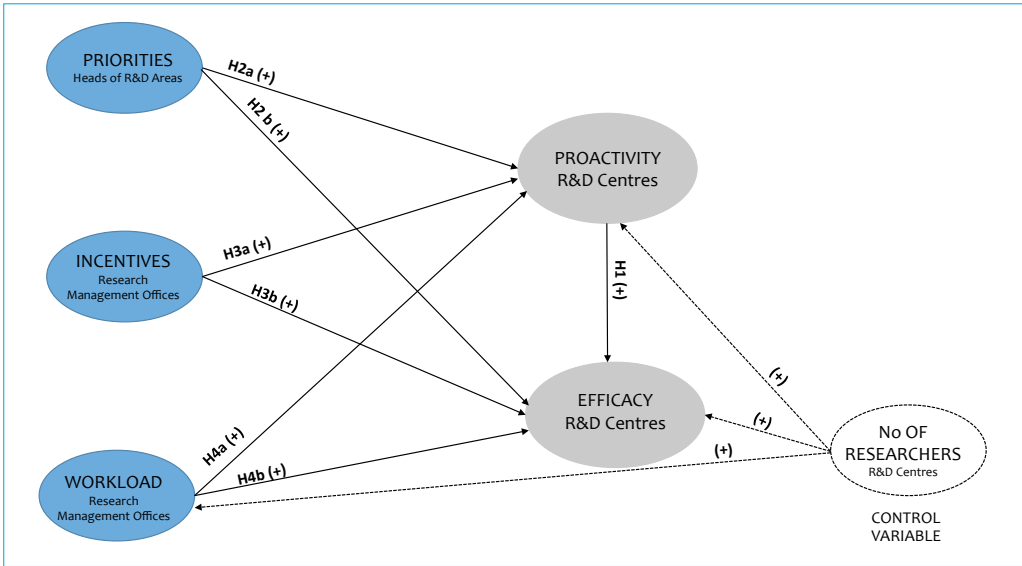 PRIORITIES
Heads of R&D Areas
H2a (+)
H2 b (+)
PROACTIVITY
R&D Centres
INCENTIVES
Research
Management Offices
H3a (+)
H3b (+)
H1 (+)
EFFICACY
R&D Centres
(+)
(+)
(+)
No OF
RESEARCHERS
R&D Centres
H4a (+)
H4b (+)
WORKLOAD
Research
Management Offices
CONTROL
VARIABLE